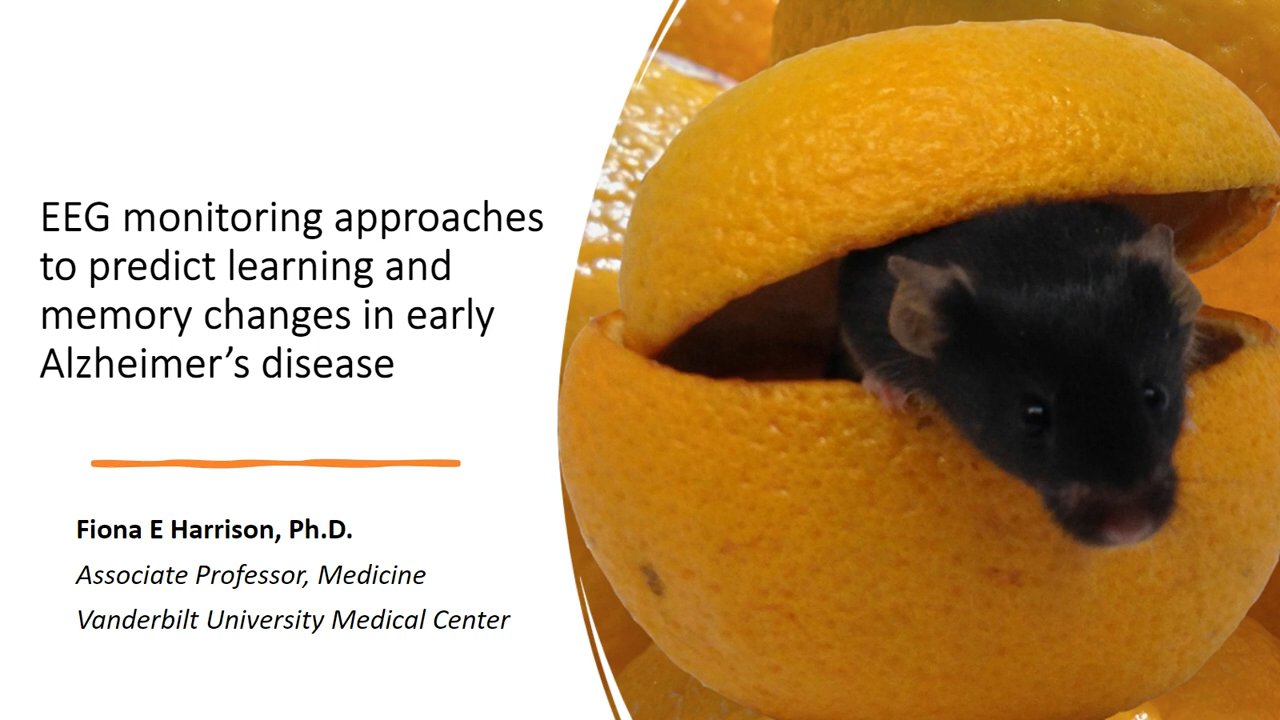 EEG monitoring approaches
to predict learning and
memory changes in early
Alzheimer’s disease
Fiona E Harrison, Ph.D.
Associate Professor, Medicine
Vanderbilt University Medical Center